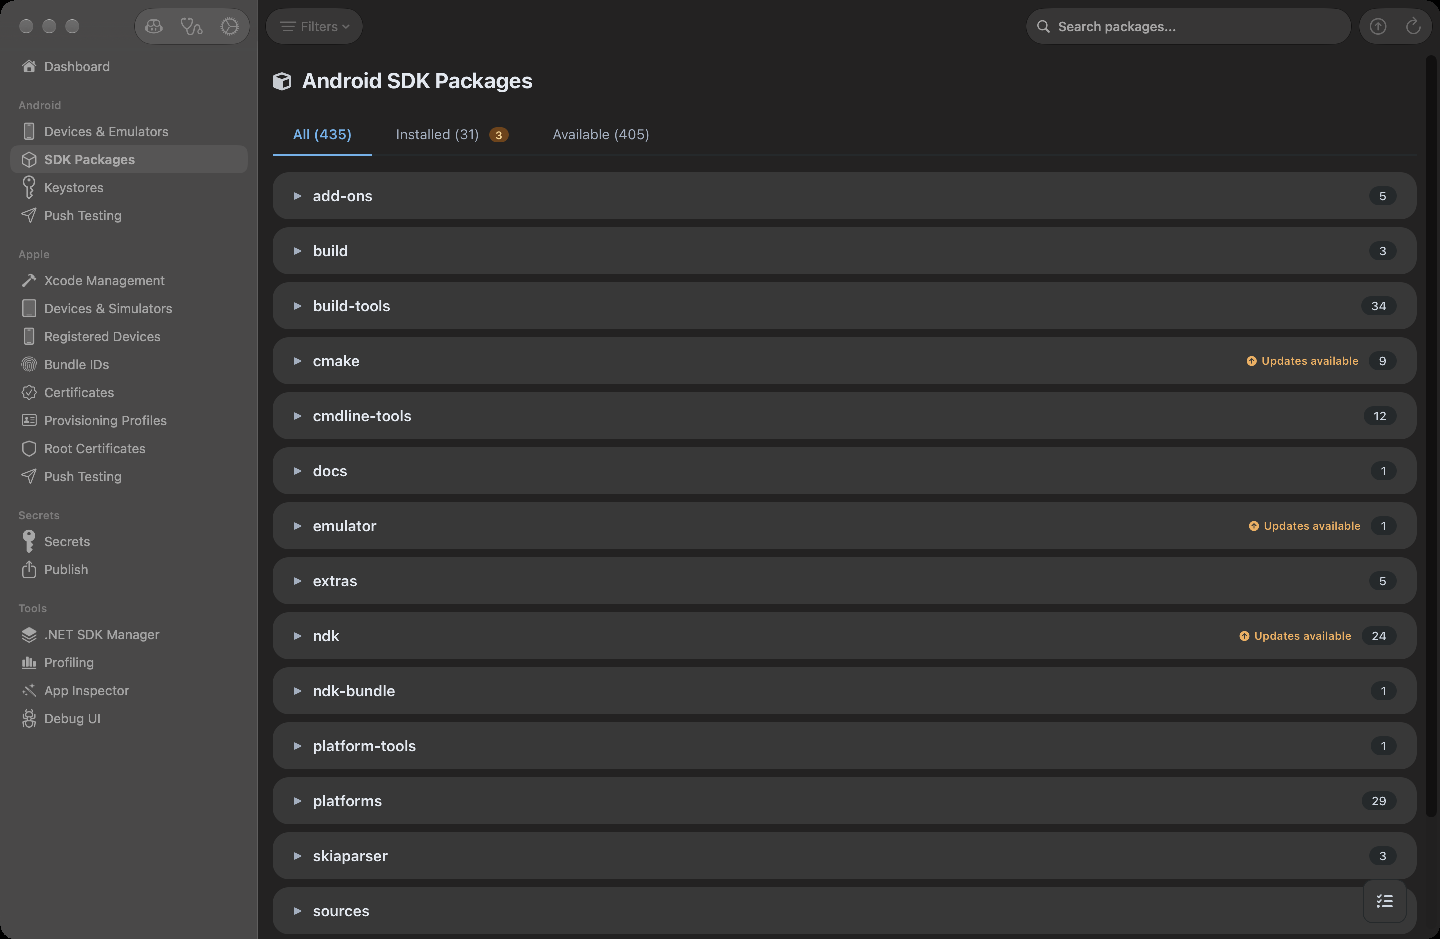 Dashboard
Android
Devices & Emulators
SDK Packages
Keystores
Push Testing
Apple
Xcode Management
Devices & Simulators
Registered Devices
Bundle IDs
Certificates
Provisioning Profiles
Root Certificates
Push Testing
Secrets
Secrets
Publish
Tools
.NET SDK Manager
Profiling
App Inspector
Debug UI
Filters
Search packages...
Android SDK Packages
All (435)
Installed (31) 3
Available (405)
add-ons 5
build 3
build-tools 34
cmake Updates available 9
cmdline-tools 12
docs 1
emulator Updates available 1
extras 5
ndk Updates available 24
ndk-bundle 1
platform-tools 1
platforms 29
skiaparser 3
sources